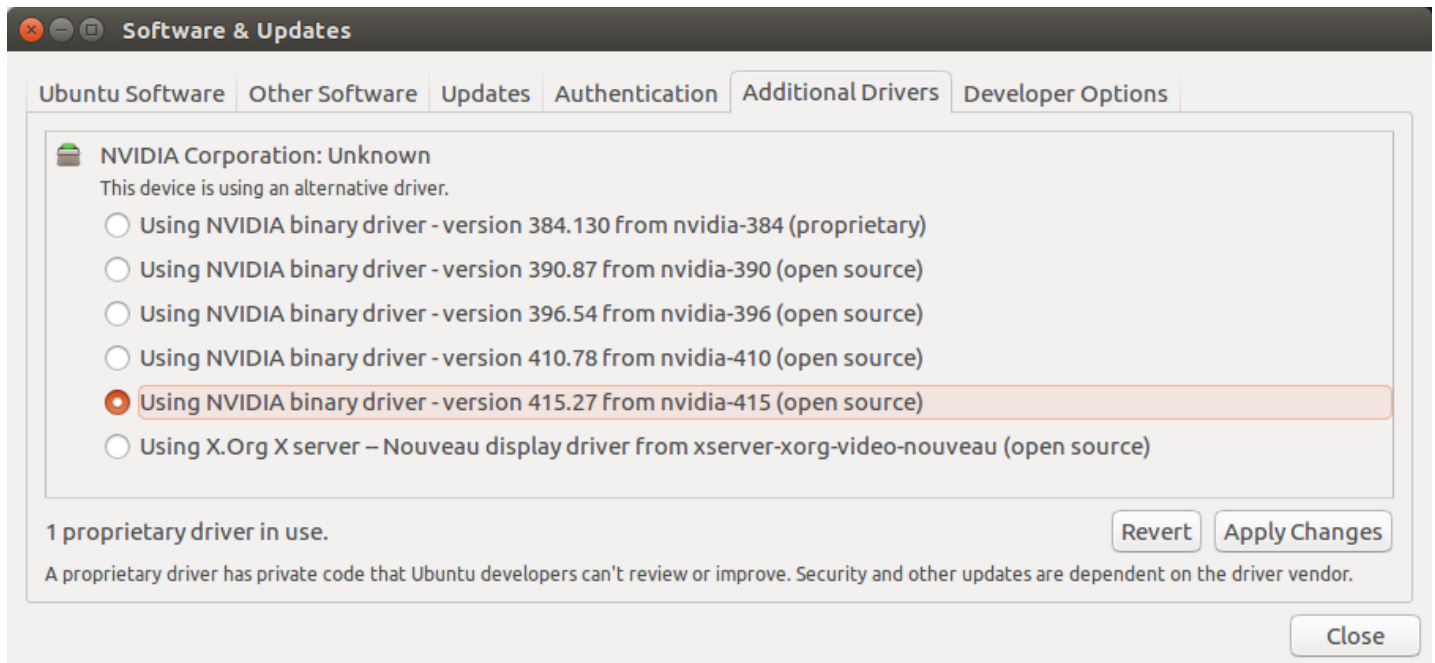 Software & Updates
Ubuntu Software Other Software Updates Authentication Additional Drivers Developer Options
NVIDIA Corporation: Unknown
This device is using an alternative driver.
Using NVIDIA binary driver - version 384.130 from nvidia-384 (proprietary)
Using NVIDIA binary driver - version 390.87 from nvidia-390 (open source)
Using NVIDIA binary driver - version 396.54 from nvidia-396 (open source)
Using NVIDIA binary driver - version 410.78 from nvidia-410 (open source)
Using NVIDIA binary driver - version 415.27 from nvidia-415 (open source)
Using X.Org X server – Nouveau display driver from xserver-xorg-video-nouveau (open source)
1 proprietary driver in use. Revert Apply Changes
A proprietary driver has private code that Ubuntu developers can't review or improve. Security and other updates are dependent on the driver vendor.
Close